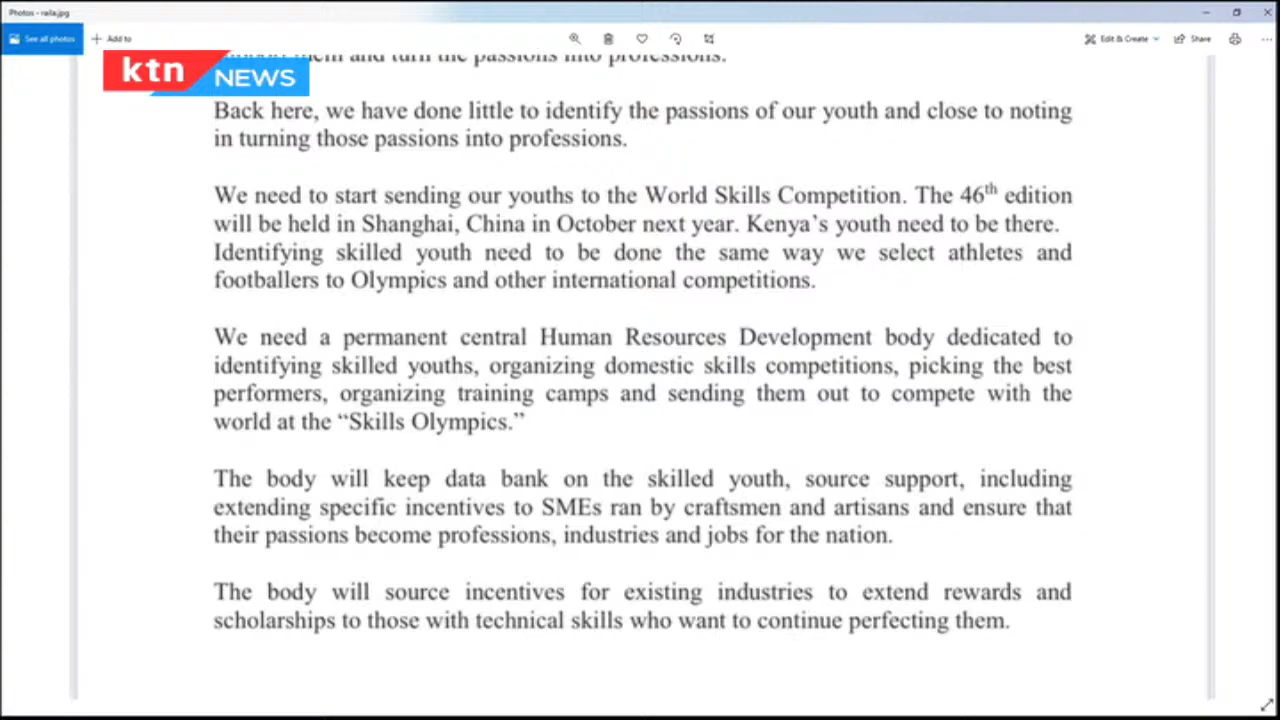 Photos - raila.jpg
See all photos
Add to
Edit & Create
Share
ktn
NEWS
them and turn the passions into professions.
Back here, we have done little to identify the passions of our youth and close to noting
in turning those passions into professions.
We need to start sending our youths to the World Skills Competition. The 46th edition
will be held in Shanghai, China in October next year. Kenya’s youth need to be there.
Identifying skilled youth need to be done the same way we select athletes and
footballers to Olympics and other international competitions.
We need a permanent central Human Resources Development body dedicated to
identifying skilled youths, organizing domestic skills competitions, picking the best
performers, organizing training camps and sending them out to compete with the
world at the “Skills Olympics.”
The body will keep data bank on the skilled youth, source support, including
extending specific incentives to SMEs ran by craftsmen and artisans and ensure that
their passions become professions, industries and jobs for the nation.
The body will source incentives for existing industries to extend rewards and
scholarships to those with technical skills who want to continue perfecting them.